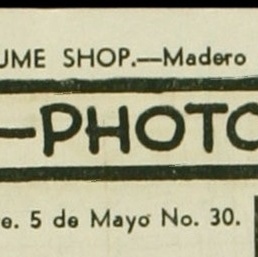 UME SHOP.—Madero
—PHOTO
e. 5 de Mayo No. 30.